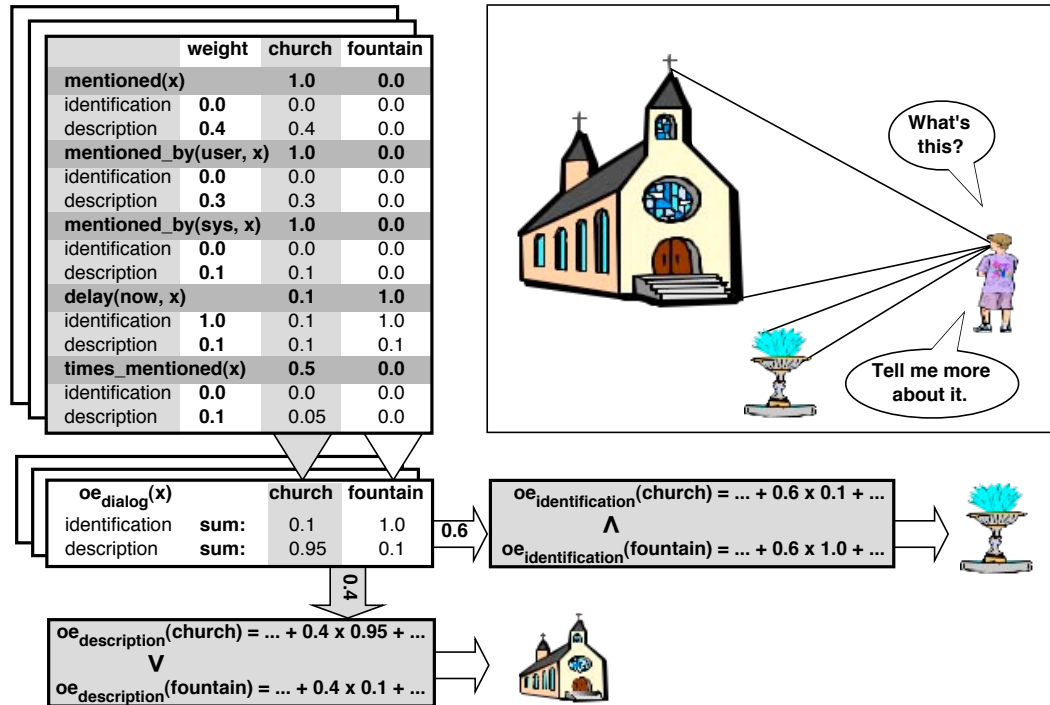 weight church fountain
mentioned(x) 1.0 0.0
identification 0.0 0.0 0.0
description 0.4 0.4 0.0
mentioned_by(user, x) 1.0 0.0
identification 0.0 0.0 0.0
description 0.3 0.3 0.0
mentioned_by(sys, x) 1.0 0.0
identification 0.0 0.0 0.0
description 0.1 0.1 0.0
delay(now, x) 0.1 1.0
identification 1.0 0.1 1.0
description 0.1 0.1 0.1
times_mentioned(x) 0.5 0.0
identification 0.0 0.0 0.0
description 0.1 0.05 0.0
What's
this?
Tell me more
about it.
oe_dialog(x) church fountain
identification sum: 0.1 1.0
description sum: 0.95 0.1
0.6
oe_identification(church) = ... + 0.6 x 0.1 + ...
∧
oe_identification(fountain) = ... + 0.6 x 1.0 + ...
0.4
oe_description(church) = ... + 0.4 x 0.95 + ...
∨
oe_description(fountain) = ... + 0.4 x 0.1 + ...